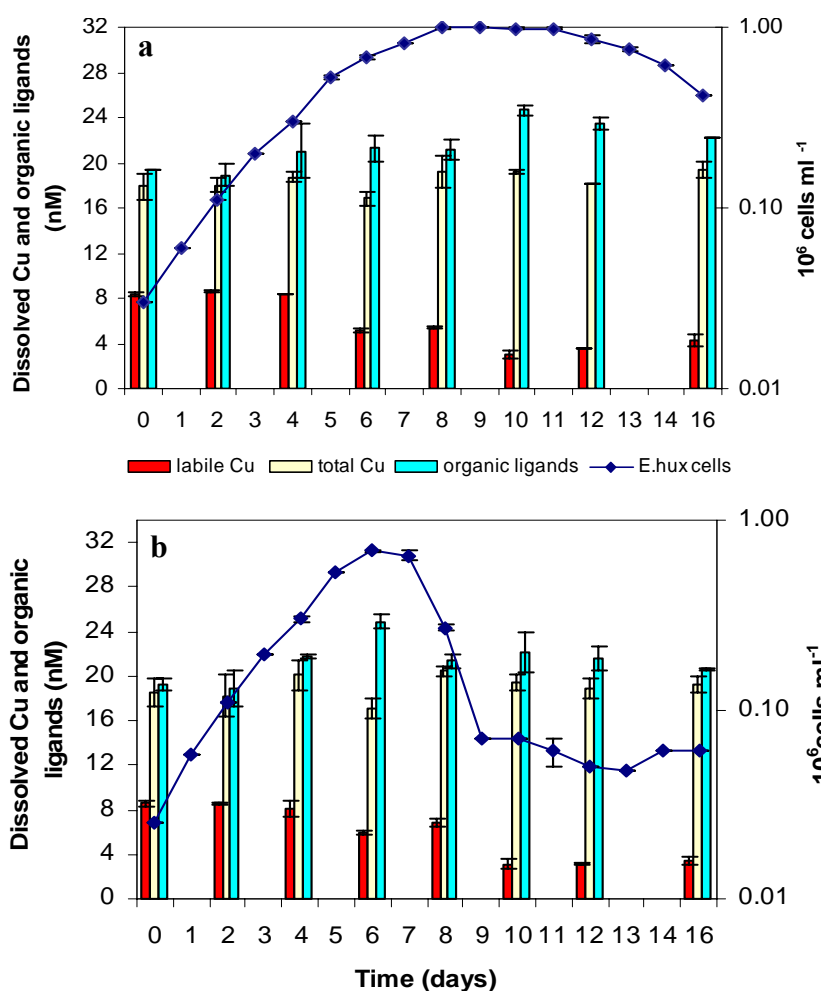 a
Dissolved Cu and organic ligands
(nM)
32
28
24
20
16
12
8
4
0
1.00
0.10
0.01
10⁶ cells ml ⁻¹
0 1 2 3 4 5 6 7 8 9 10 11 12 13 14 16
labile Cu total Cu organic ligands E.hux cells
b
Dissolved Cu and organic
ligands (nM)
32
28
24
20
16
12
8
4
0
1.00
0.10
0.01
10⁶cells ml⁻¹
0 1 2 3 4 5 6 7 8 9 10 11 12 13 14 16
Time (days)